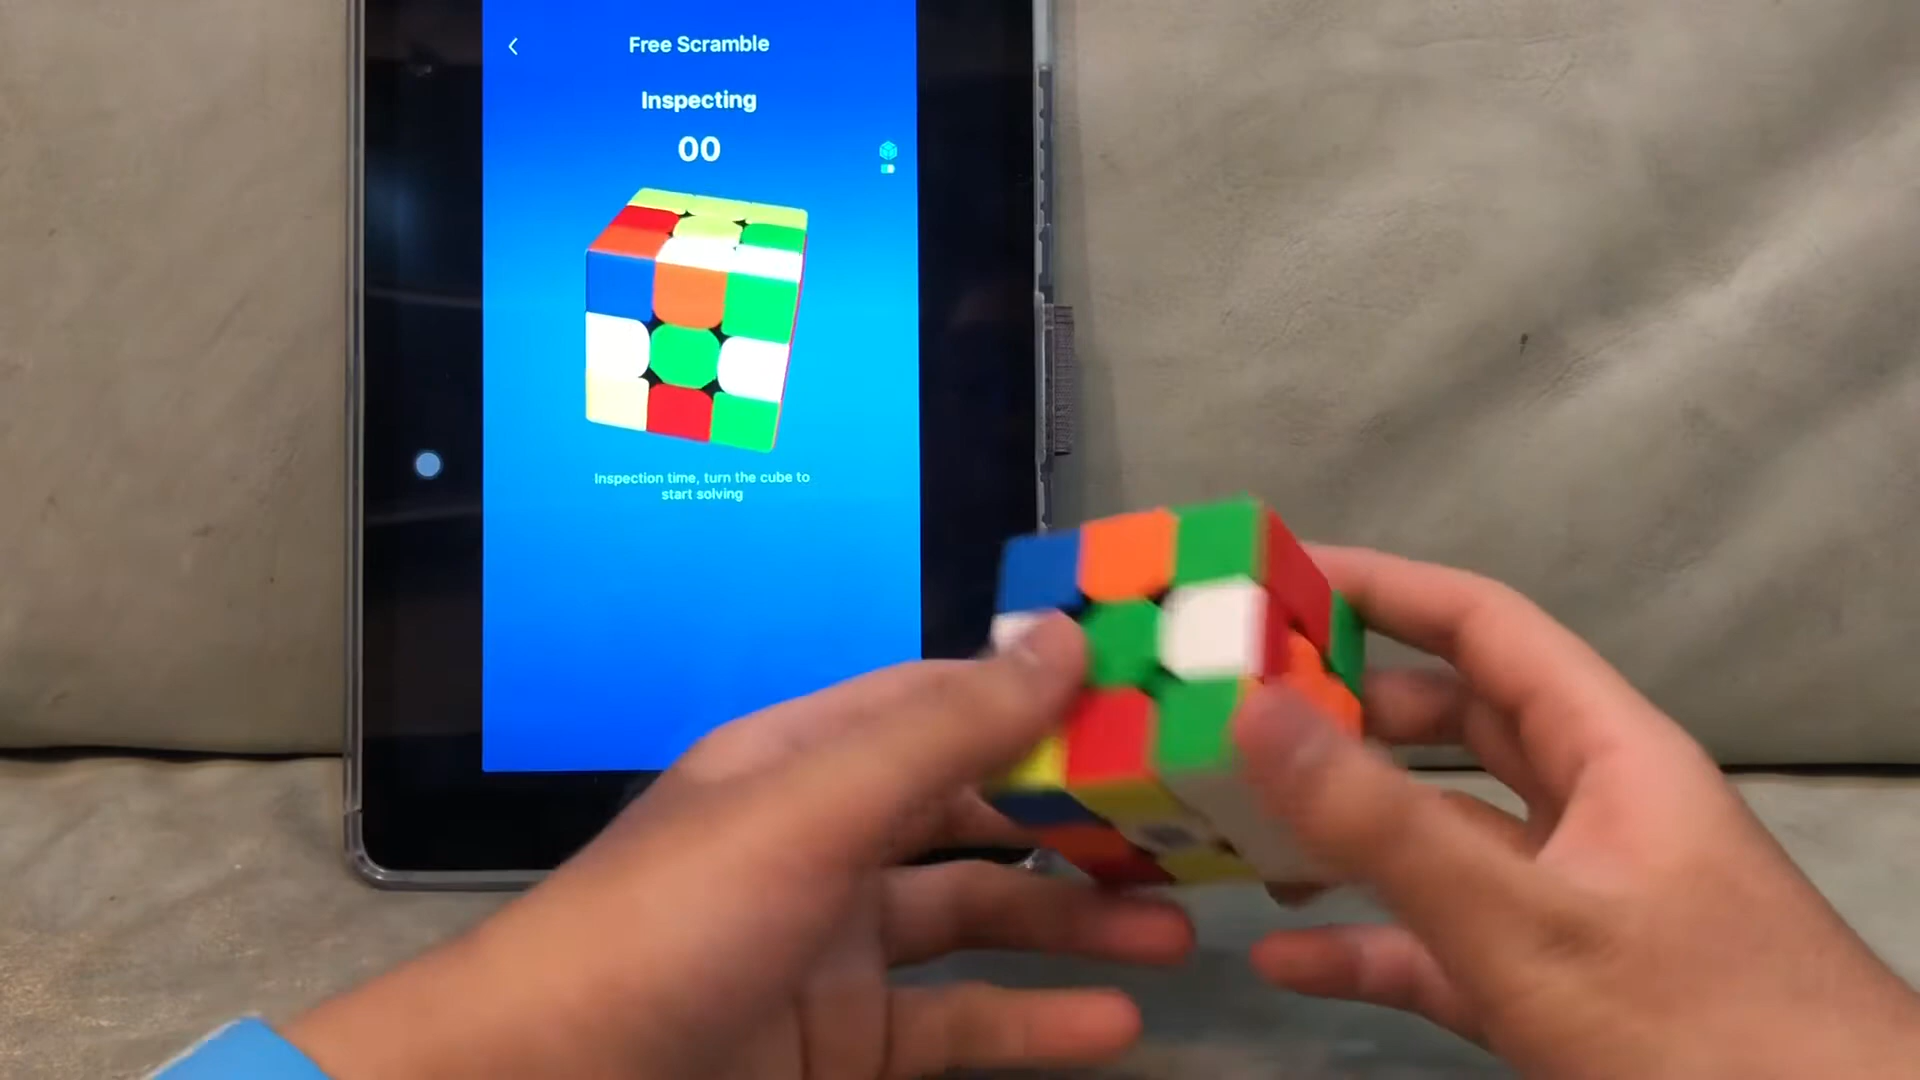 Free Scramble
Inspecting
00
Inspection time, turn the cube to
start solving